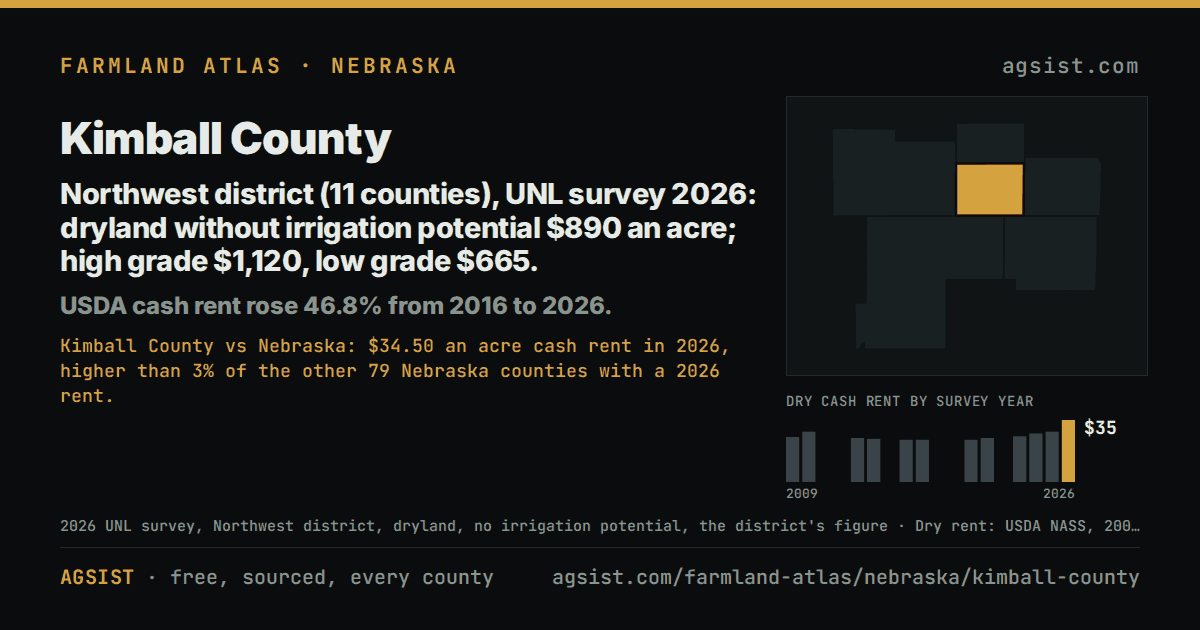 FARMLAND ATLAS · NEBRASKA
agsist.com
Kimball County
Northwest district (11 counties), UNL survey 2026:
dryland without irrigation potential $890 an acre;
high grade $1,120, low grade $665.
USDA cash rent rose 46.8% from 2016 to 2026.
Kimball County vs Nebraska: $34.50 an acre cash rent in 2026,
higher than 3% of the other 79 Nebraska counties with a 2026
rent.
DRY CASH RENT BY SURVEY YEAR
$35
2009
2026
2026 UNL survey, Northwest district, dryland, no irrigation potential, the district's figure · Dry rent: USDA NASS, 200…
AGSIST · free, sourced, every county
agsist.com/farmland-atlas/nebraska/kimball-county